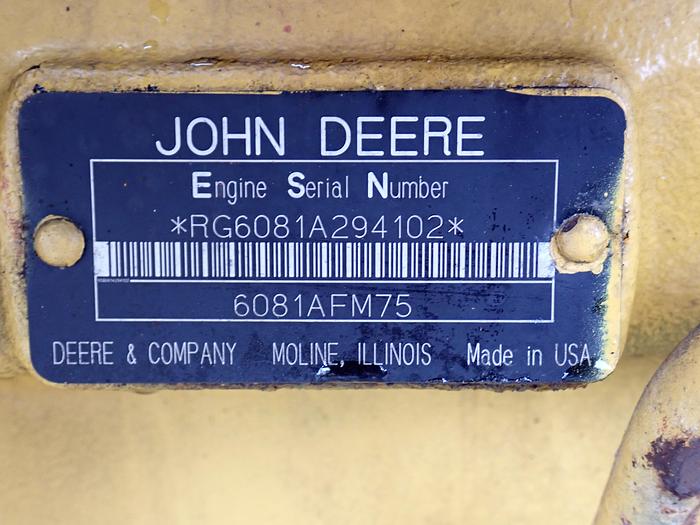 JOHN DEERE
Engine Serial Number
*RG6081A294102*
6081AFM75
DEERE & COMPANY MOLINE, ILLINOIS Made in USA